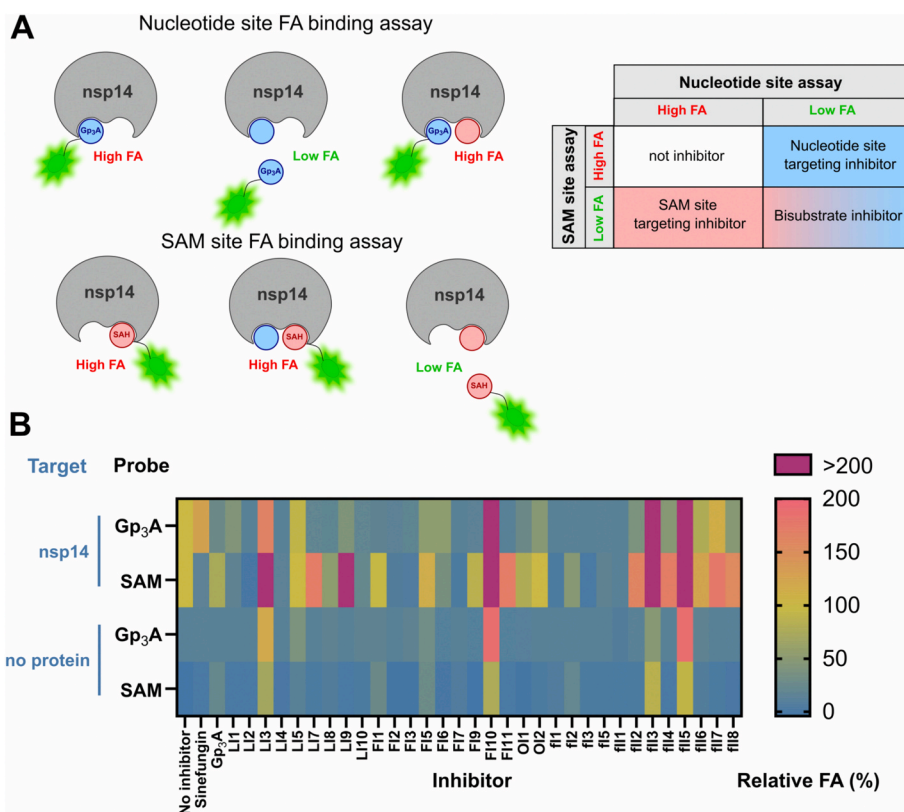 A
Nucleotide site FA binding assay
nsp14
Gp3A
High FA
nsp14
Low FA
Gp3A
nsp14
Gp3A
High FA
SAM site FA binding assay
nsp14
SAH
High FA
nsp14
SAH
High FA
nsp14
Low FA
SAH
Nucleotide site assay
High FA
Low FA
SAM site assay
High FA
not inhibitor
Nucleotide site
targeting inhibitor
Low FA
SAM site
targeting inhibitor
Bisubstrate inhibitor
B
Target
Probe
nsp14
Gp3A
SAM
no protein
Gp3A
SAM
No inhibitor
Sinefungin
Gp3A
LI1
LI2
LI3
LI4
LI5
LI7
LI8
LI9
LI10
FI1
FI2
FI3
FI5
FI6
FI7
FI9
FI10
FI11
OI1
OI2
fI1
fI2
fI3
fI5
fII1
fII2
fII3
fII4
fII5
fII6
fII7
fII8
Inhibitor
>200
200
150
100
50
0
Relative FA (%)